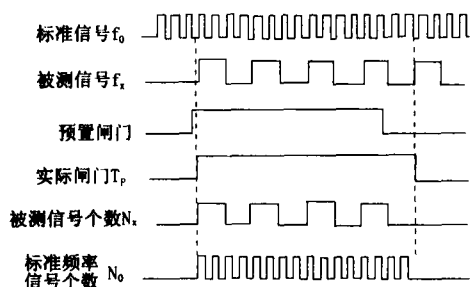 标准信号f₀
被测信号fₓ
预置闸门
实际闸门Tₚ
被测信号个数Nₓ
标准频率
信号个数 N₀